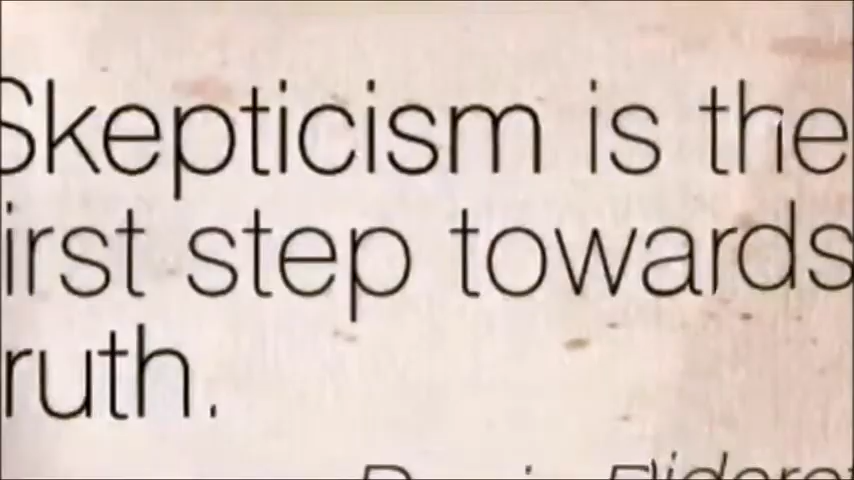 Skepticism is the
irst step towards
ruth.